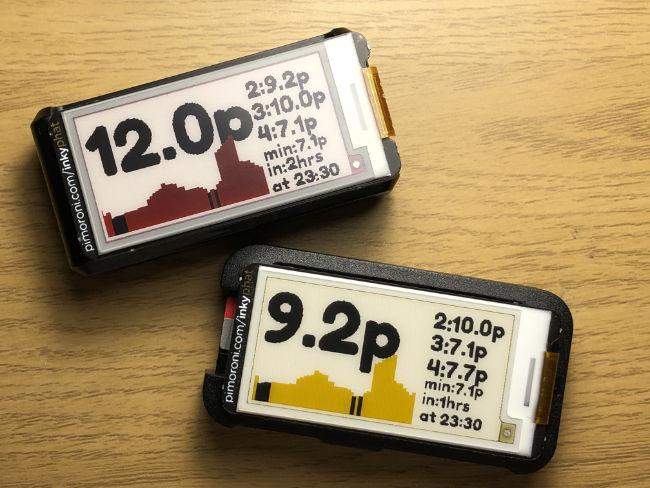 pimoroni.com/inkyphat
12.0p
2:9.2p
3:10.0p
4:7.1p
min:7.1p
in:2hrs
at 23:30
pimoroni.com/inkyphat
9.2p
2:10.0p
3:7.1p
4:7.7p
min:7.1p
in:1hrs
at 23:30